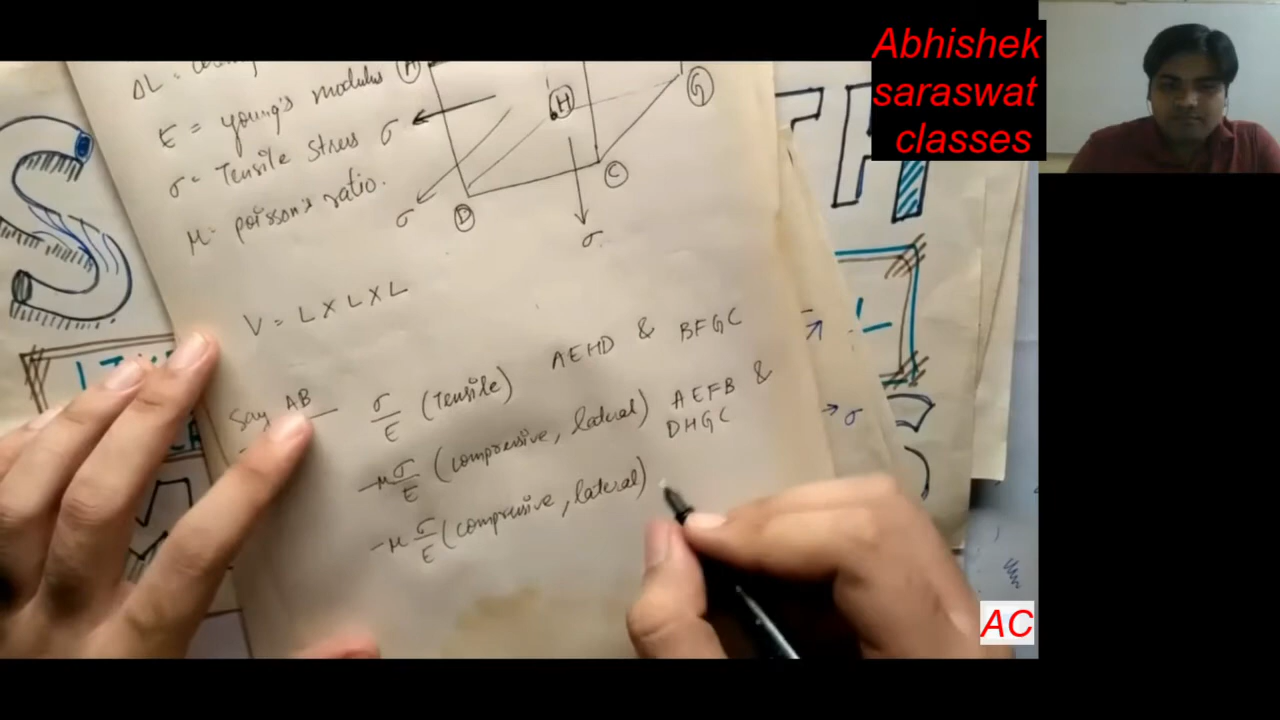 Abhishek
saraswat
classes
ΔL =
E = young's modulus
σ = Tensile stress
μ = poisson's ratio.
A
H
G
σ
σ
D
C
σ
V = L X L X L
Say AB
σ/E (Tensile) AEHD & BFGC
-μσ/E (compressive, lateral) AEFB &
DHGC
-μ σ/E (compressive, lateral)
→ σ
S
AC